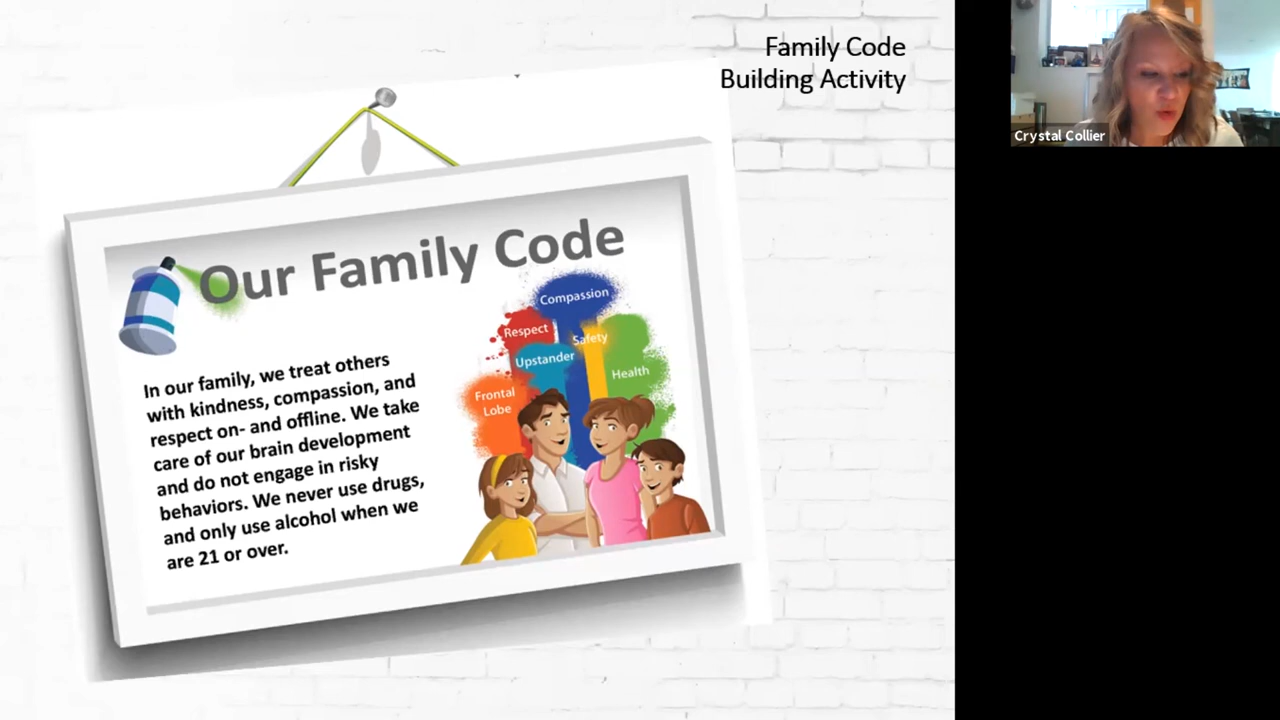 Family Code
Building Activity
Crystal Collier
Our Family Code
In our family, we treat others
with kindness, compassion, and
respect on- and offline. We take
care of our brain development
and do not engage in risky
behaviors. We never use drugs,
and only use alcohol when we
are 21 or over.
Compassion
Respect
Safety
Upstander
Health
Frontal
Lobe